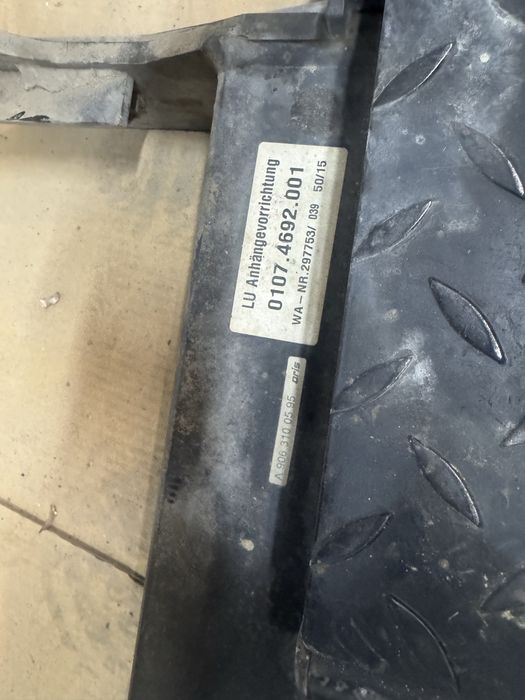 LU Anhängevorrichtung
0107.4692.001
WA-NR.297753/ 039 50/15
A 906 310 05 95 oris